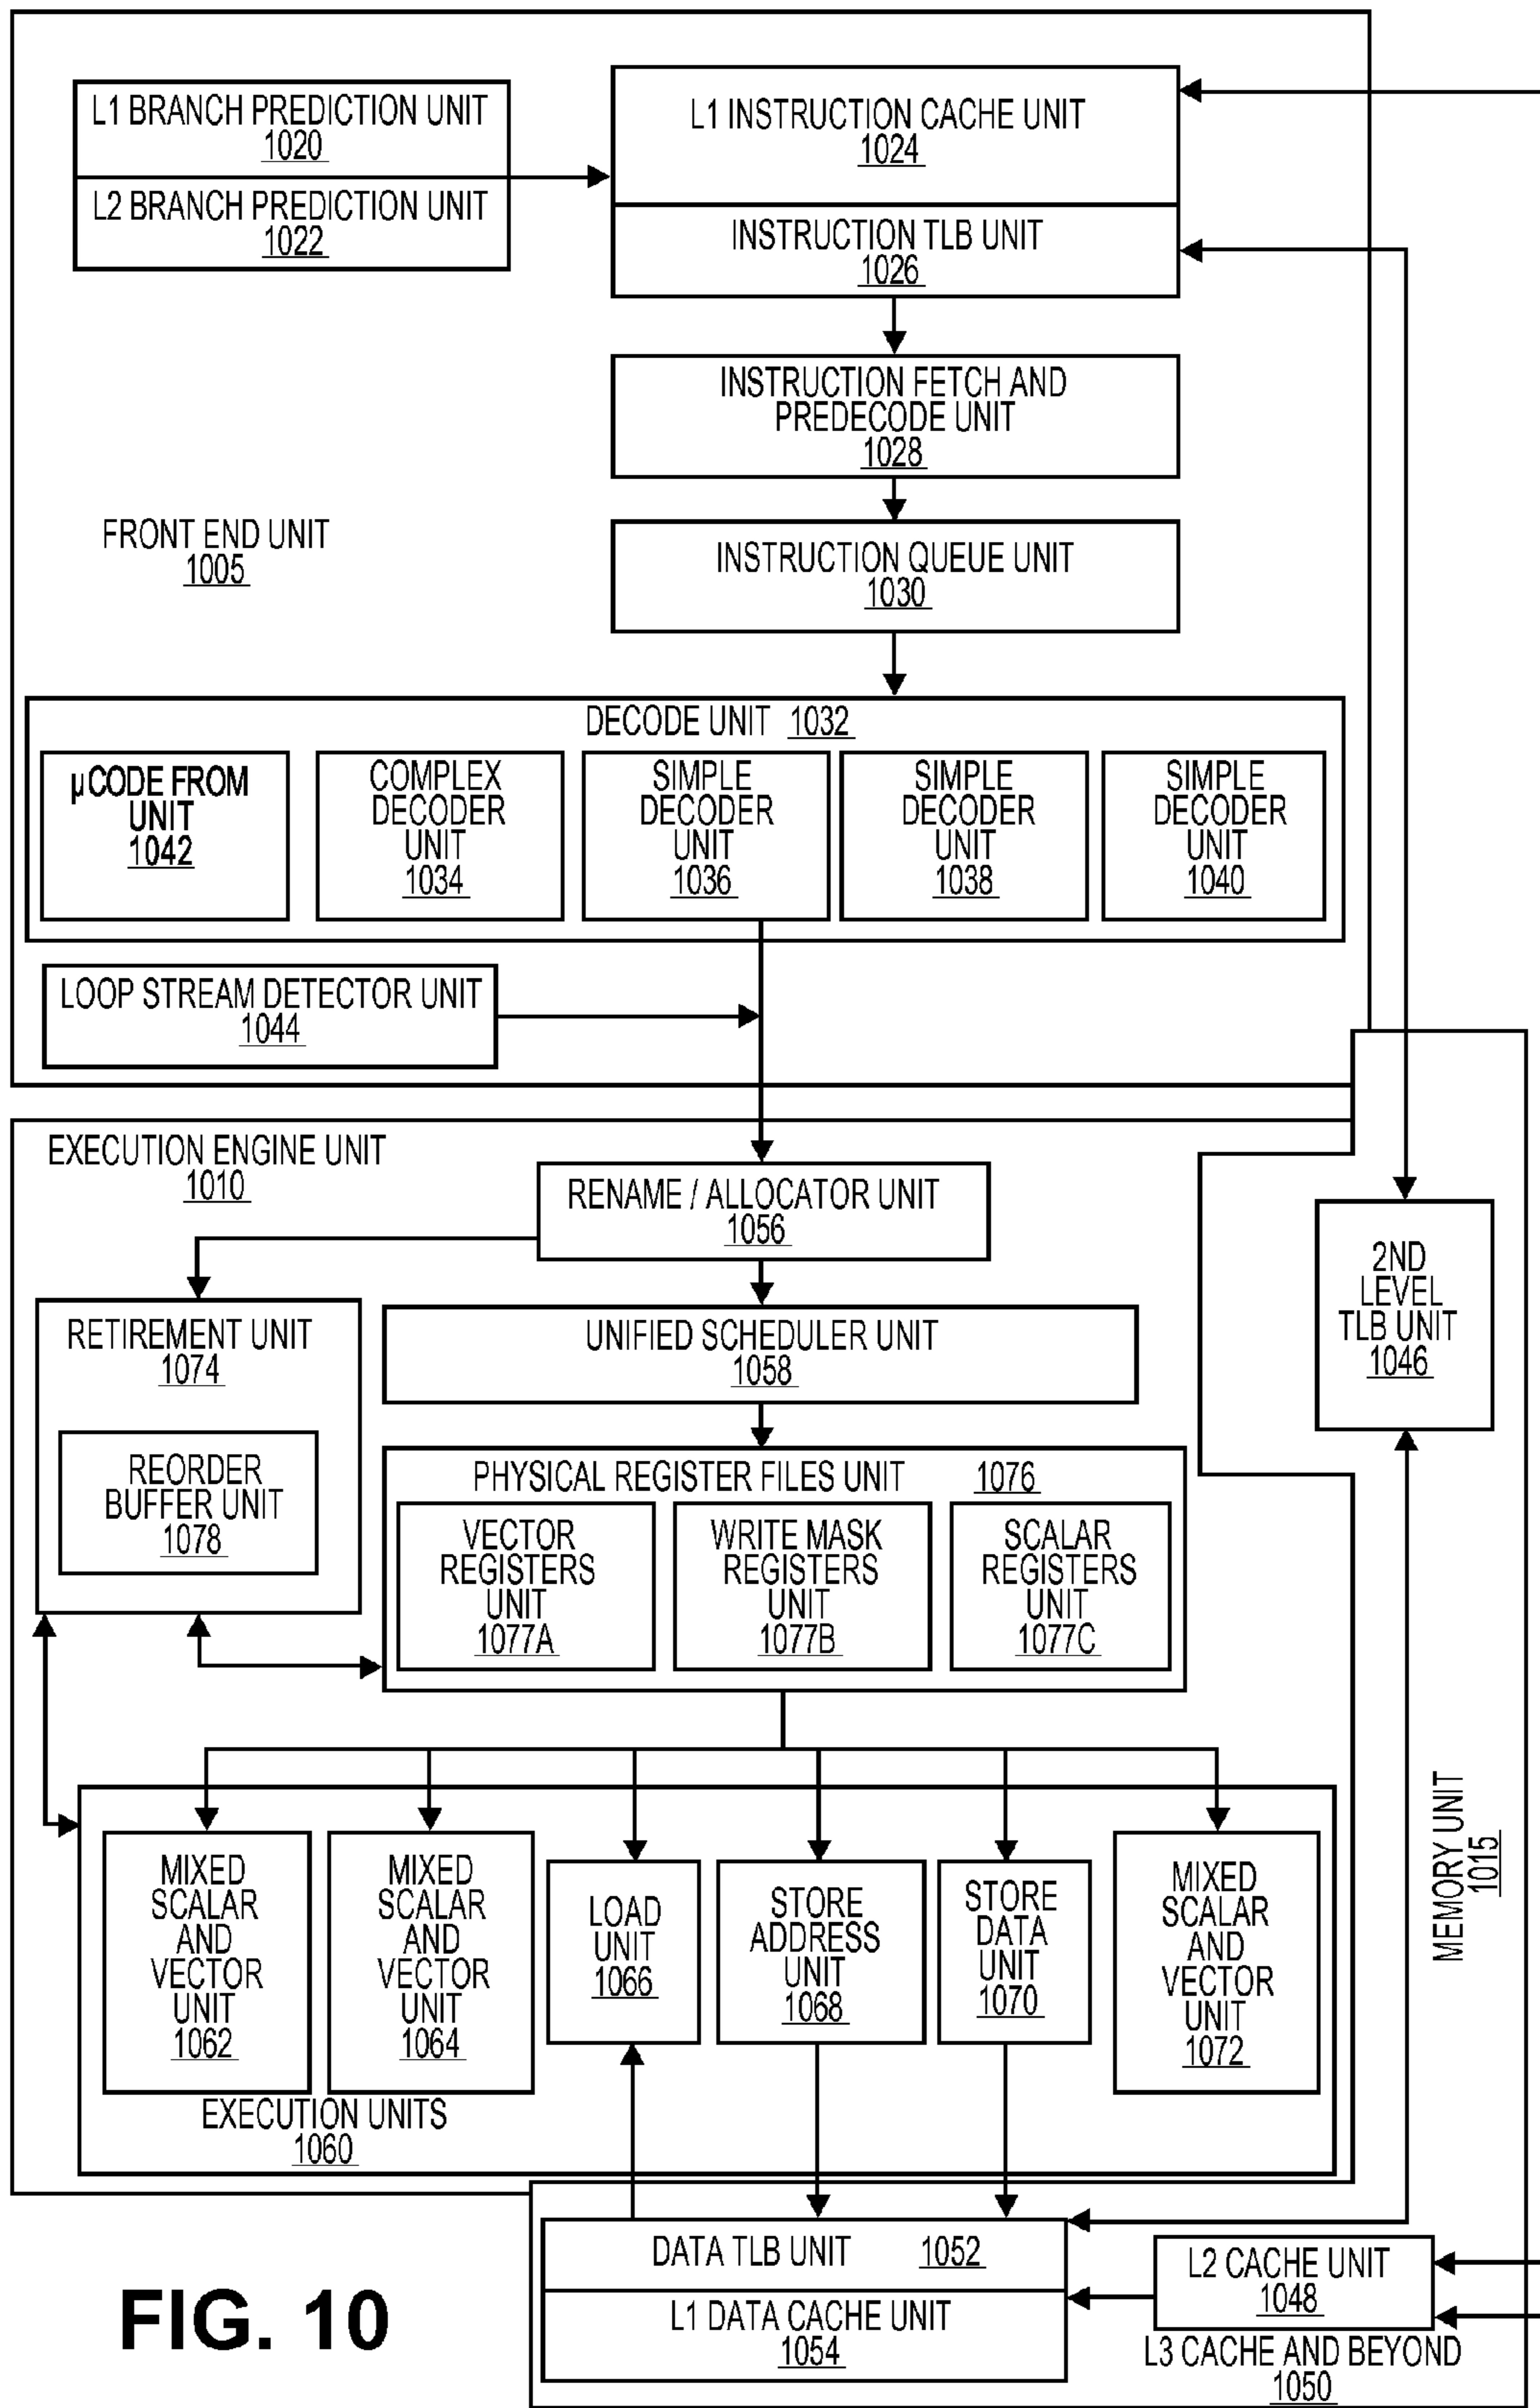 L1 BRANCH PREDICTION UNIT
1020
L2 BRANCH PREDICTION UNIT
1022
L1 INSTRUCTION CACHE UNIT
1024
INSTRUCTION TLB UNIT
1026
INSTRUCTION FETCH AND
PREDECODE UNIT
1028
FRONT END UNIT
1005
INSTRUCTION QUEUE UNIT
1030
DECODE UNIT 1032
µCODE FROM
UNIT
1042
COMPLEX
DECODER
UNIT
1034
SIMPLE
DECODER
UNIT
1036
SIMPLE
DECODER
UNIT
1038
SIMPLE
DECODER
UNIT
1040
LOOP STREAM DETECTOR UNIT
1044
EXECUTION ENGINE UNIT
1010
RENAME / ALLOCATOR UNIT
1056
2ND
LEVEL
TLB UNIT
1046
RETIREMENT UNIT
1074
UNIFIED SCHEDULER UNIT
1058
REORDER
BUFFER UNIT
1078
PHYSICAL REGISTER FILES UNIT 1076
VECTOR
REGISTERS
UNIT
1077A
WRITE MASK
REGISTERS
UNIT
1077B
SCALAR
REGISTERS
UNIT
1077C
MEMORY UNIT
1015
MIXED
SCALAR
AND
VECTOR
UNIT
1062
MIXED
SCALAR
AND
VECTOR
UNIT
1064
LOAD
UNIT
1066
STORE
ADDRESS
UNIT
1068
STORE
DATA
UNIT
1070
MIXED
SCALAR
AND
VECTOR
UNIT
1072
EXECUTION UNITS
1060
DATA TLB UNIT 1052
L1 DATA CACHE UNIT
1054
L2 CACHE UNIT
1048
L3 CACHE AND BEYOND
1050
FIG. 10